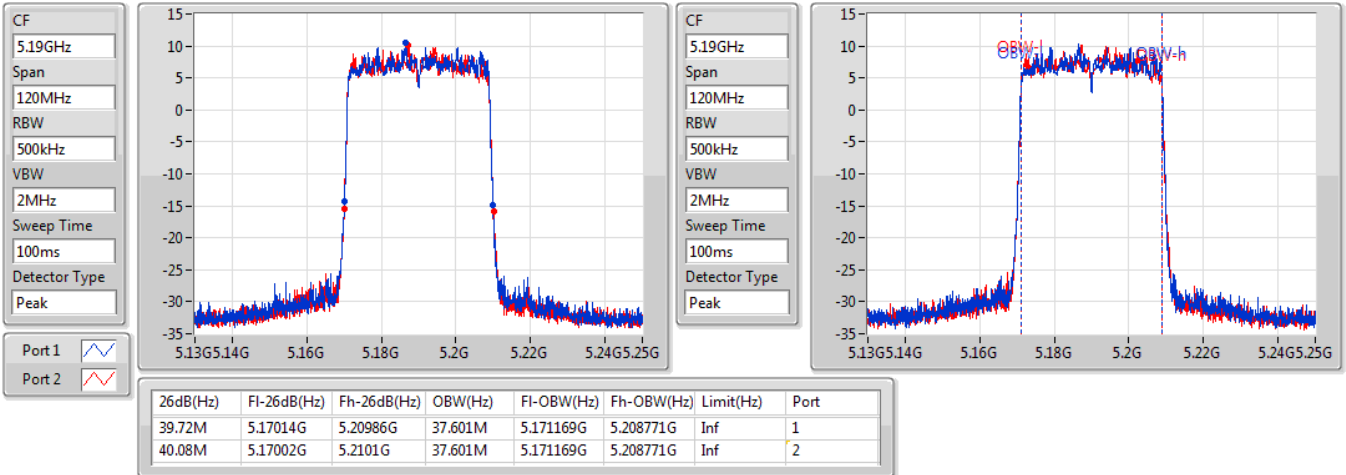 CF
5.19GHz
Span
120MHz
RBW
500kHz
VBW
2MHz
Sweep Time
100ms
Detector Type
Peak
Port 1
Port 2
15
10
5
0
-5
-10
-15
-20
-25
-30
-35
5.13G 5.14G 5.16G 5.18G 5.2G 5.22G 5.24G 5.25G
CF
5.19GHz
Span
120MHz
RBW
500kHz
VBW
2MHz
Sweep Time
100ms
Detector Type
Peak
15
10
5
0
-5
-10
-15
-20
-25
-30
-35
OBW-l
OBW-h
5.13G 5.14G 5.16G 5.18G 5.2G 5.22G 5.24G 5.25G
26dB(Hz) Fl-26dB(Hz) Fh-26dB(Hz) OBW(Hz) Fl-OBW(Hz) Fh-OBW(Hz) Limit(Hz) Port
39.72M 5.17014G 5.20986G 37.601M 5.171169G 5.208771G Inf 1
40.08M 5.17002G 5.2101G 37.601M 5.171169G 5.208771G Inf 2